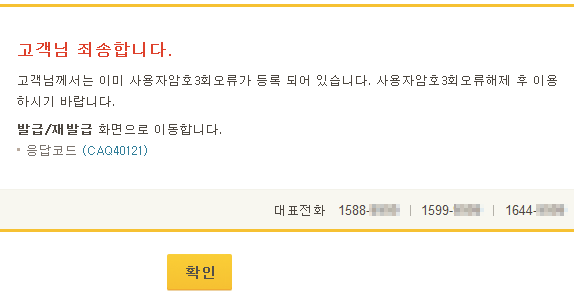 고객님 죄송합니다.
고객님께서는 이미 사용자암호3회오류가 등록 되어 있습니다. 사용자암호3회오류해제 후 이용
하시기 바랍니다.
발급/재발급 화면으로 이동합니다.
응답코드 (CAQ40121)
대표전화 1588- | 1599- | 1644-
확인